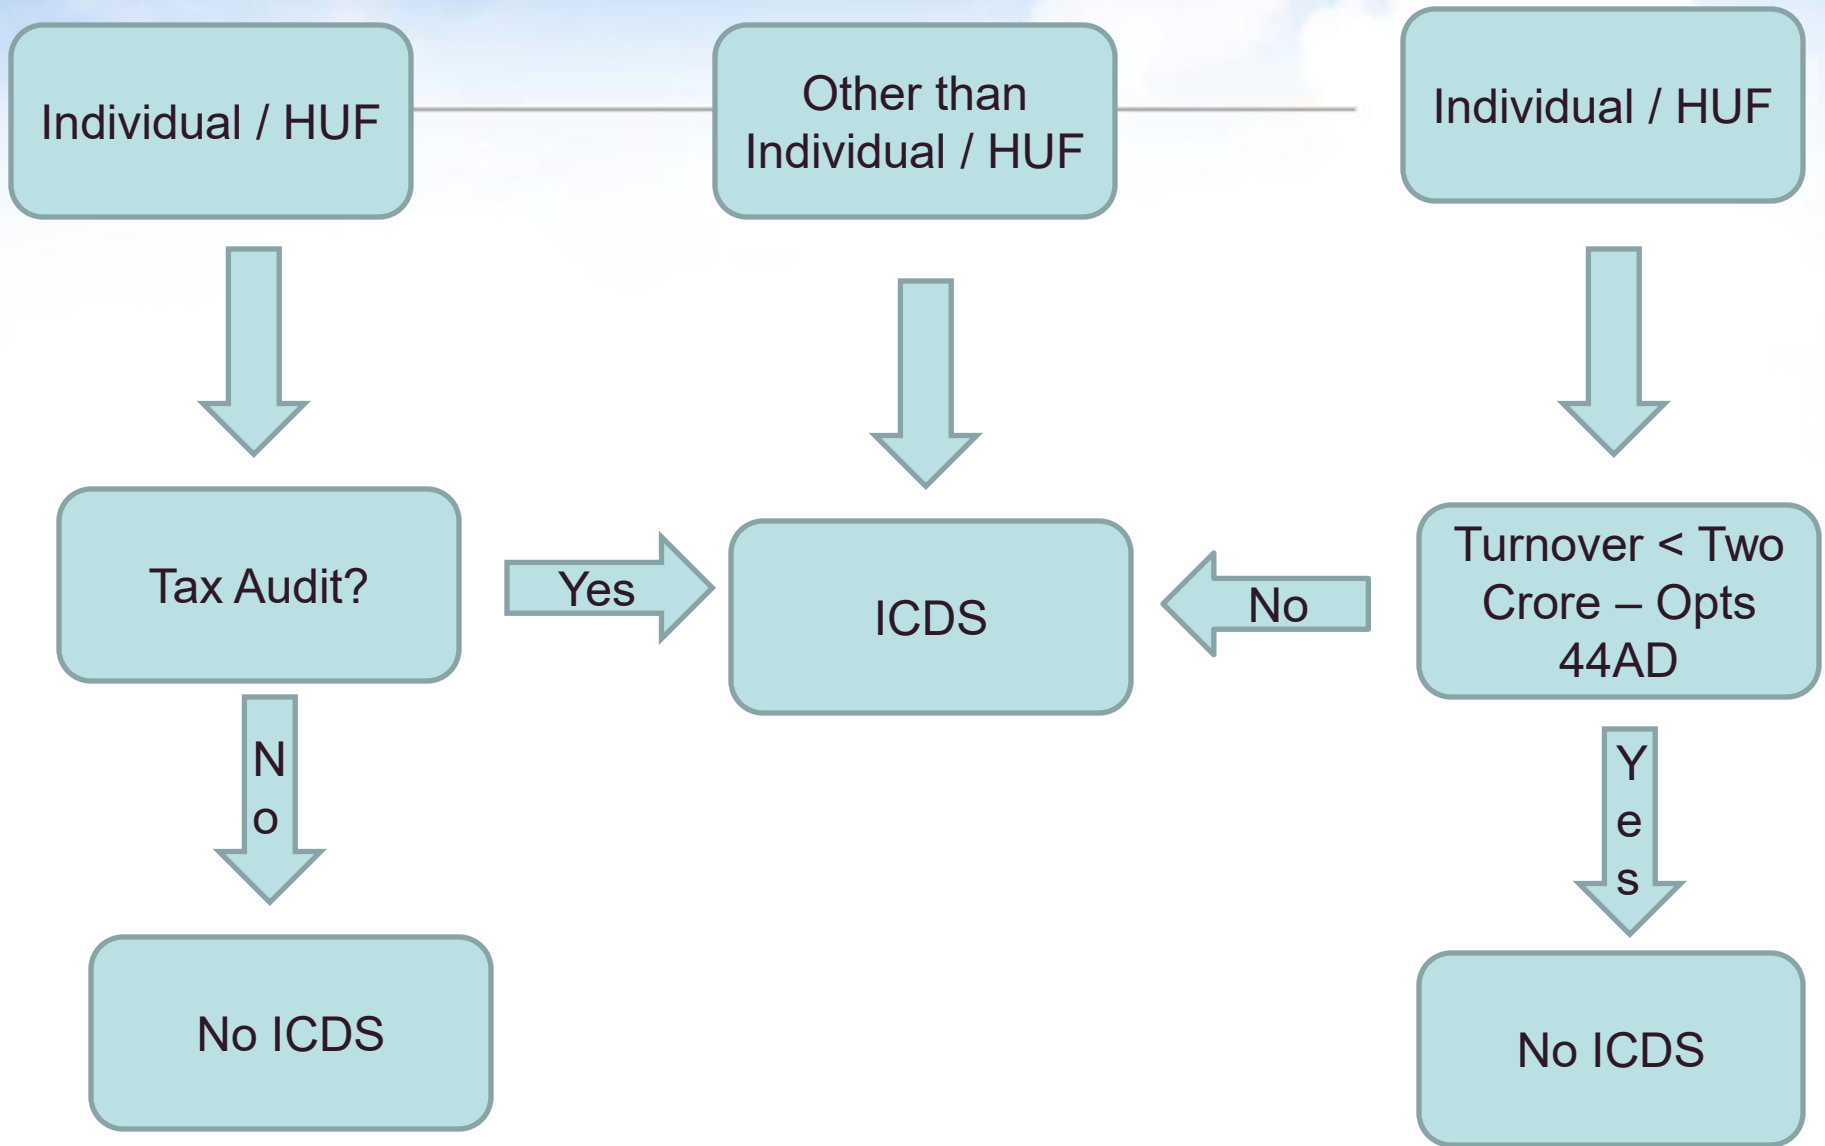 Individual / HUF
Other than
Individual / HUF
Individual / HUF
Tax Audit?
Yes
ICDS
No
Turnover < Two
Crore – Opts
44AD
N
o
Y
e
s
No ICDS
No ICDS